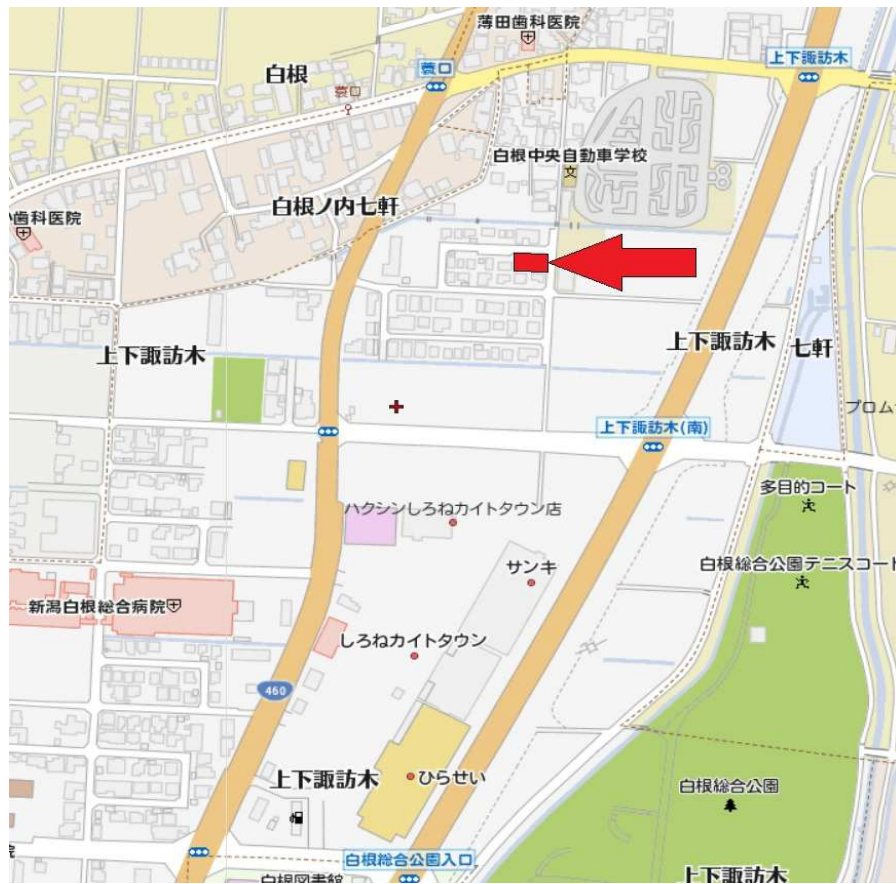 薄田歯科医院
上下諏訪木
白根
蓑口
蓑口
白根中央自動車学校
白根ノ内七軒
歯科医院
上下諏訪木
上下諏訪木
七軒
プロム
上下諏訪木(南)
多目的コート
ハクシンしろねカイトタウン店
白根総合公園テニスコート
サンキ
新潟白根総合病院
しろねカイトタウン
460
上下諏訪木
ひらせい
白根総合公園
院
白根総合公園入口
白根図書館
上下諏訪木